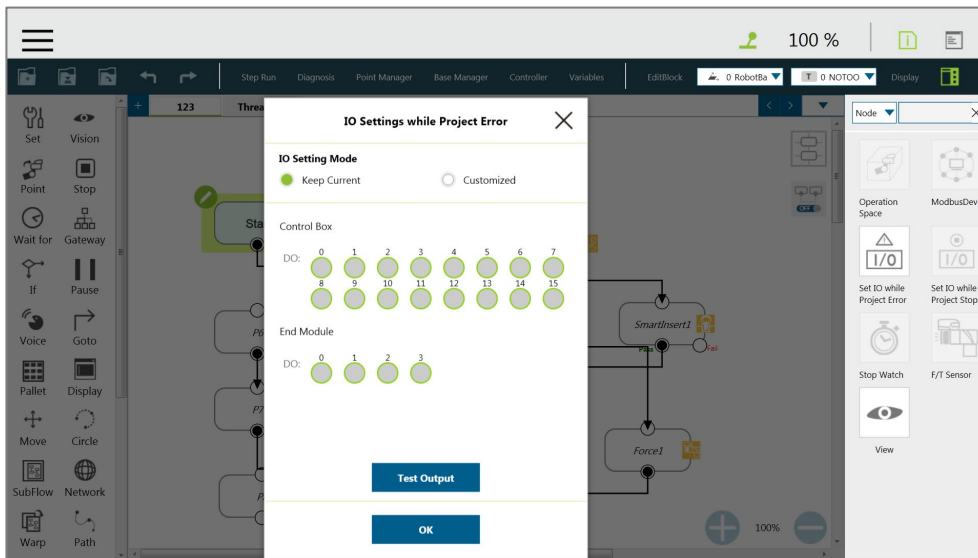 100 %
Step Run Diagnosis Point Manager Base Manager Controller Variables EditBlock 0 RobotBa T 0 NOTOO Display
+ 123 Threa
Set Vision
Point Stop
Wait for Gateway
If Pause
Voice Goto
Pallet Display
Move Circle
SubFlow Network
Warp Path
Sta
P6
P7
P
IO Settings while Project Error
IO Setting Mode
Keep Current Customized
Control Box
DO: 0 1 2 3 4 5 6 7
8 9 10 11 12 13 14 15
End Module
DO: 0 1 2 3
Test Output
OK
OFF
SmartInsert1
Pass Fail
Force1
100%
Node
Operation
Space
ModbusDev
I/O
Set IO while
Project Error
I/O
Set IO while
Project Stop
Stop Watch
F/T Sensor
View